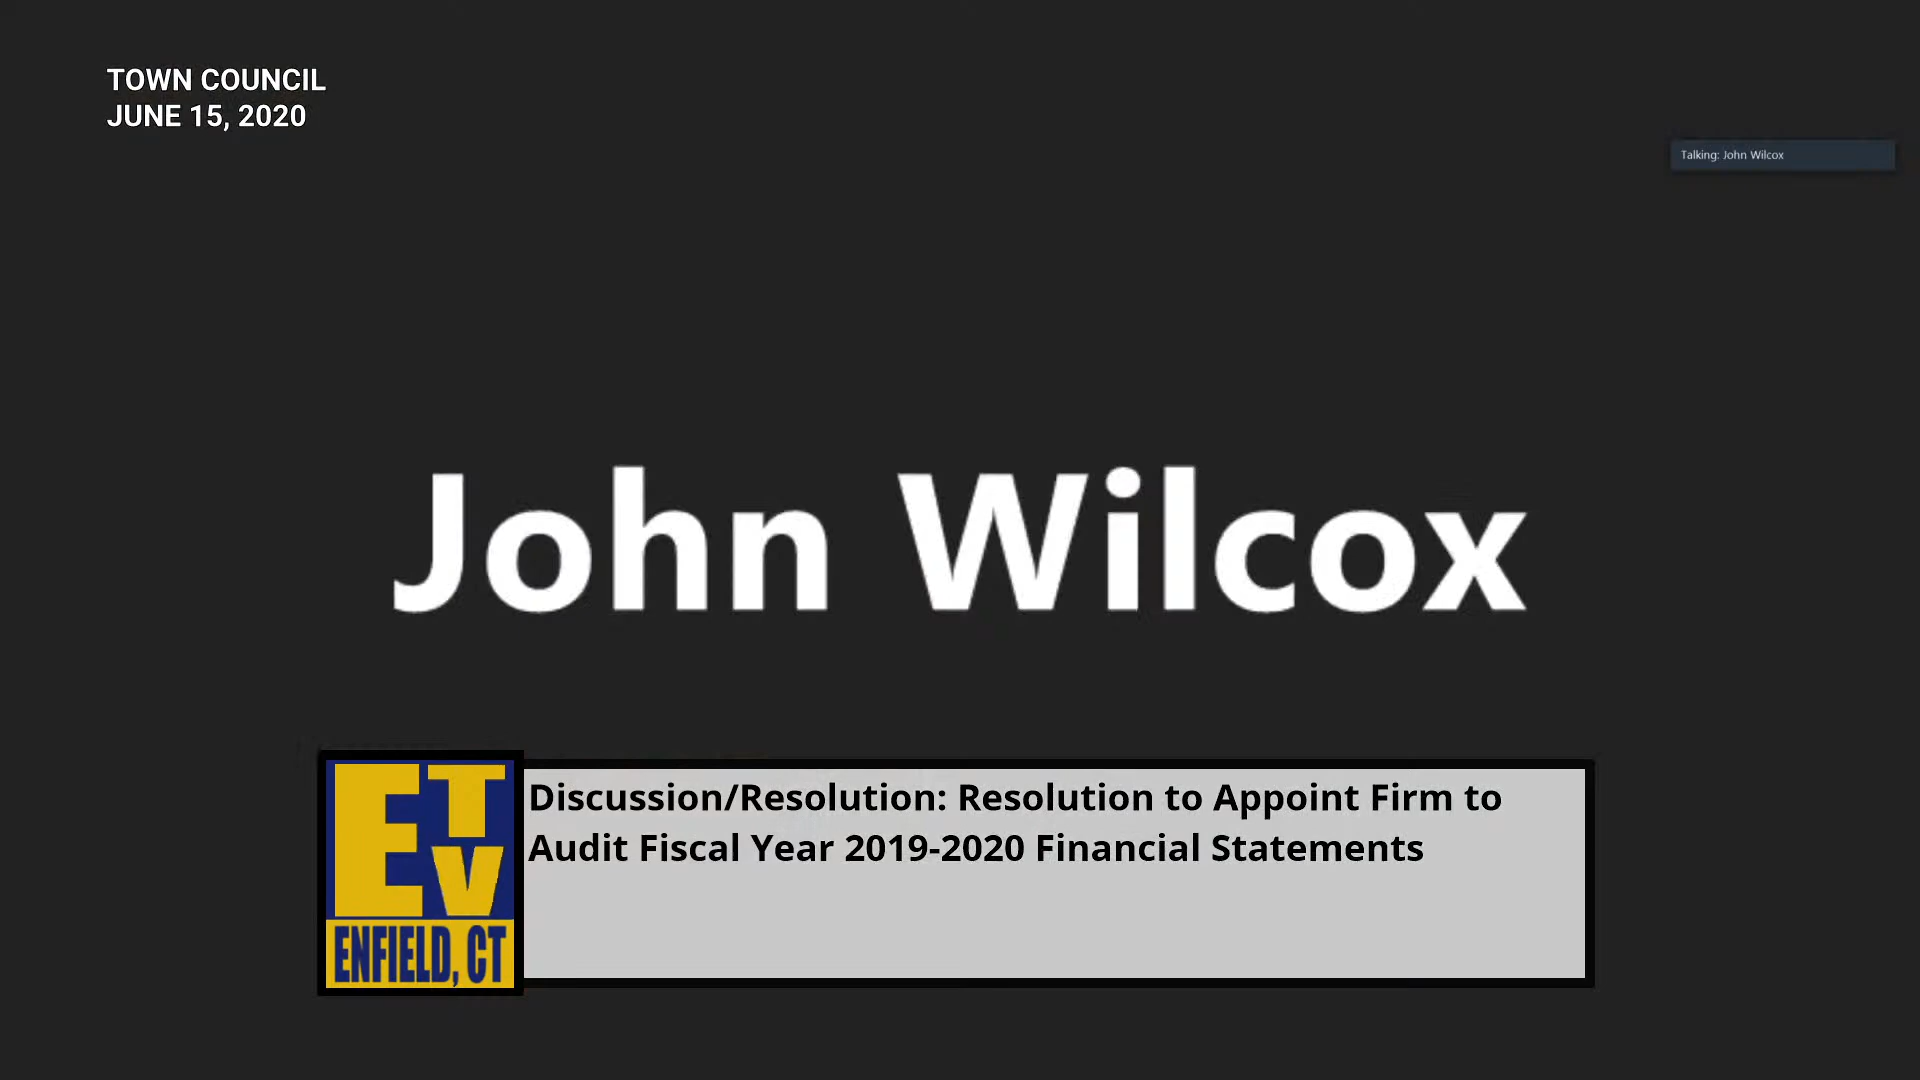 TOWN COUNCIL
JUNE 15, 2020
Talking: John Wilcox
John Wilcox
ETV
ENFIELD, CT
Discussion/Resolution: Resolution to Appoint Firm to
Audit Fiscal Year 2019-2020 Financial Statements